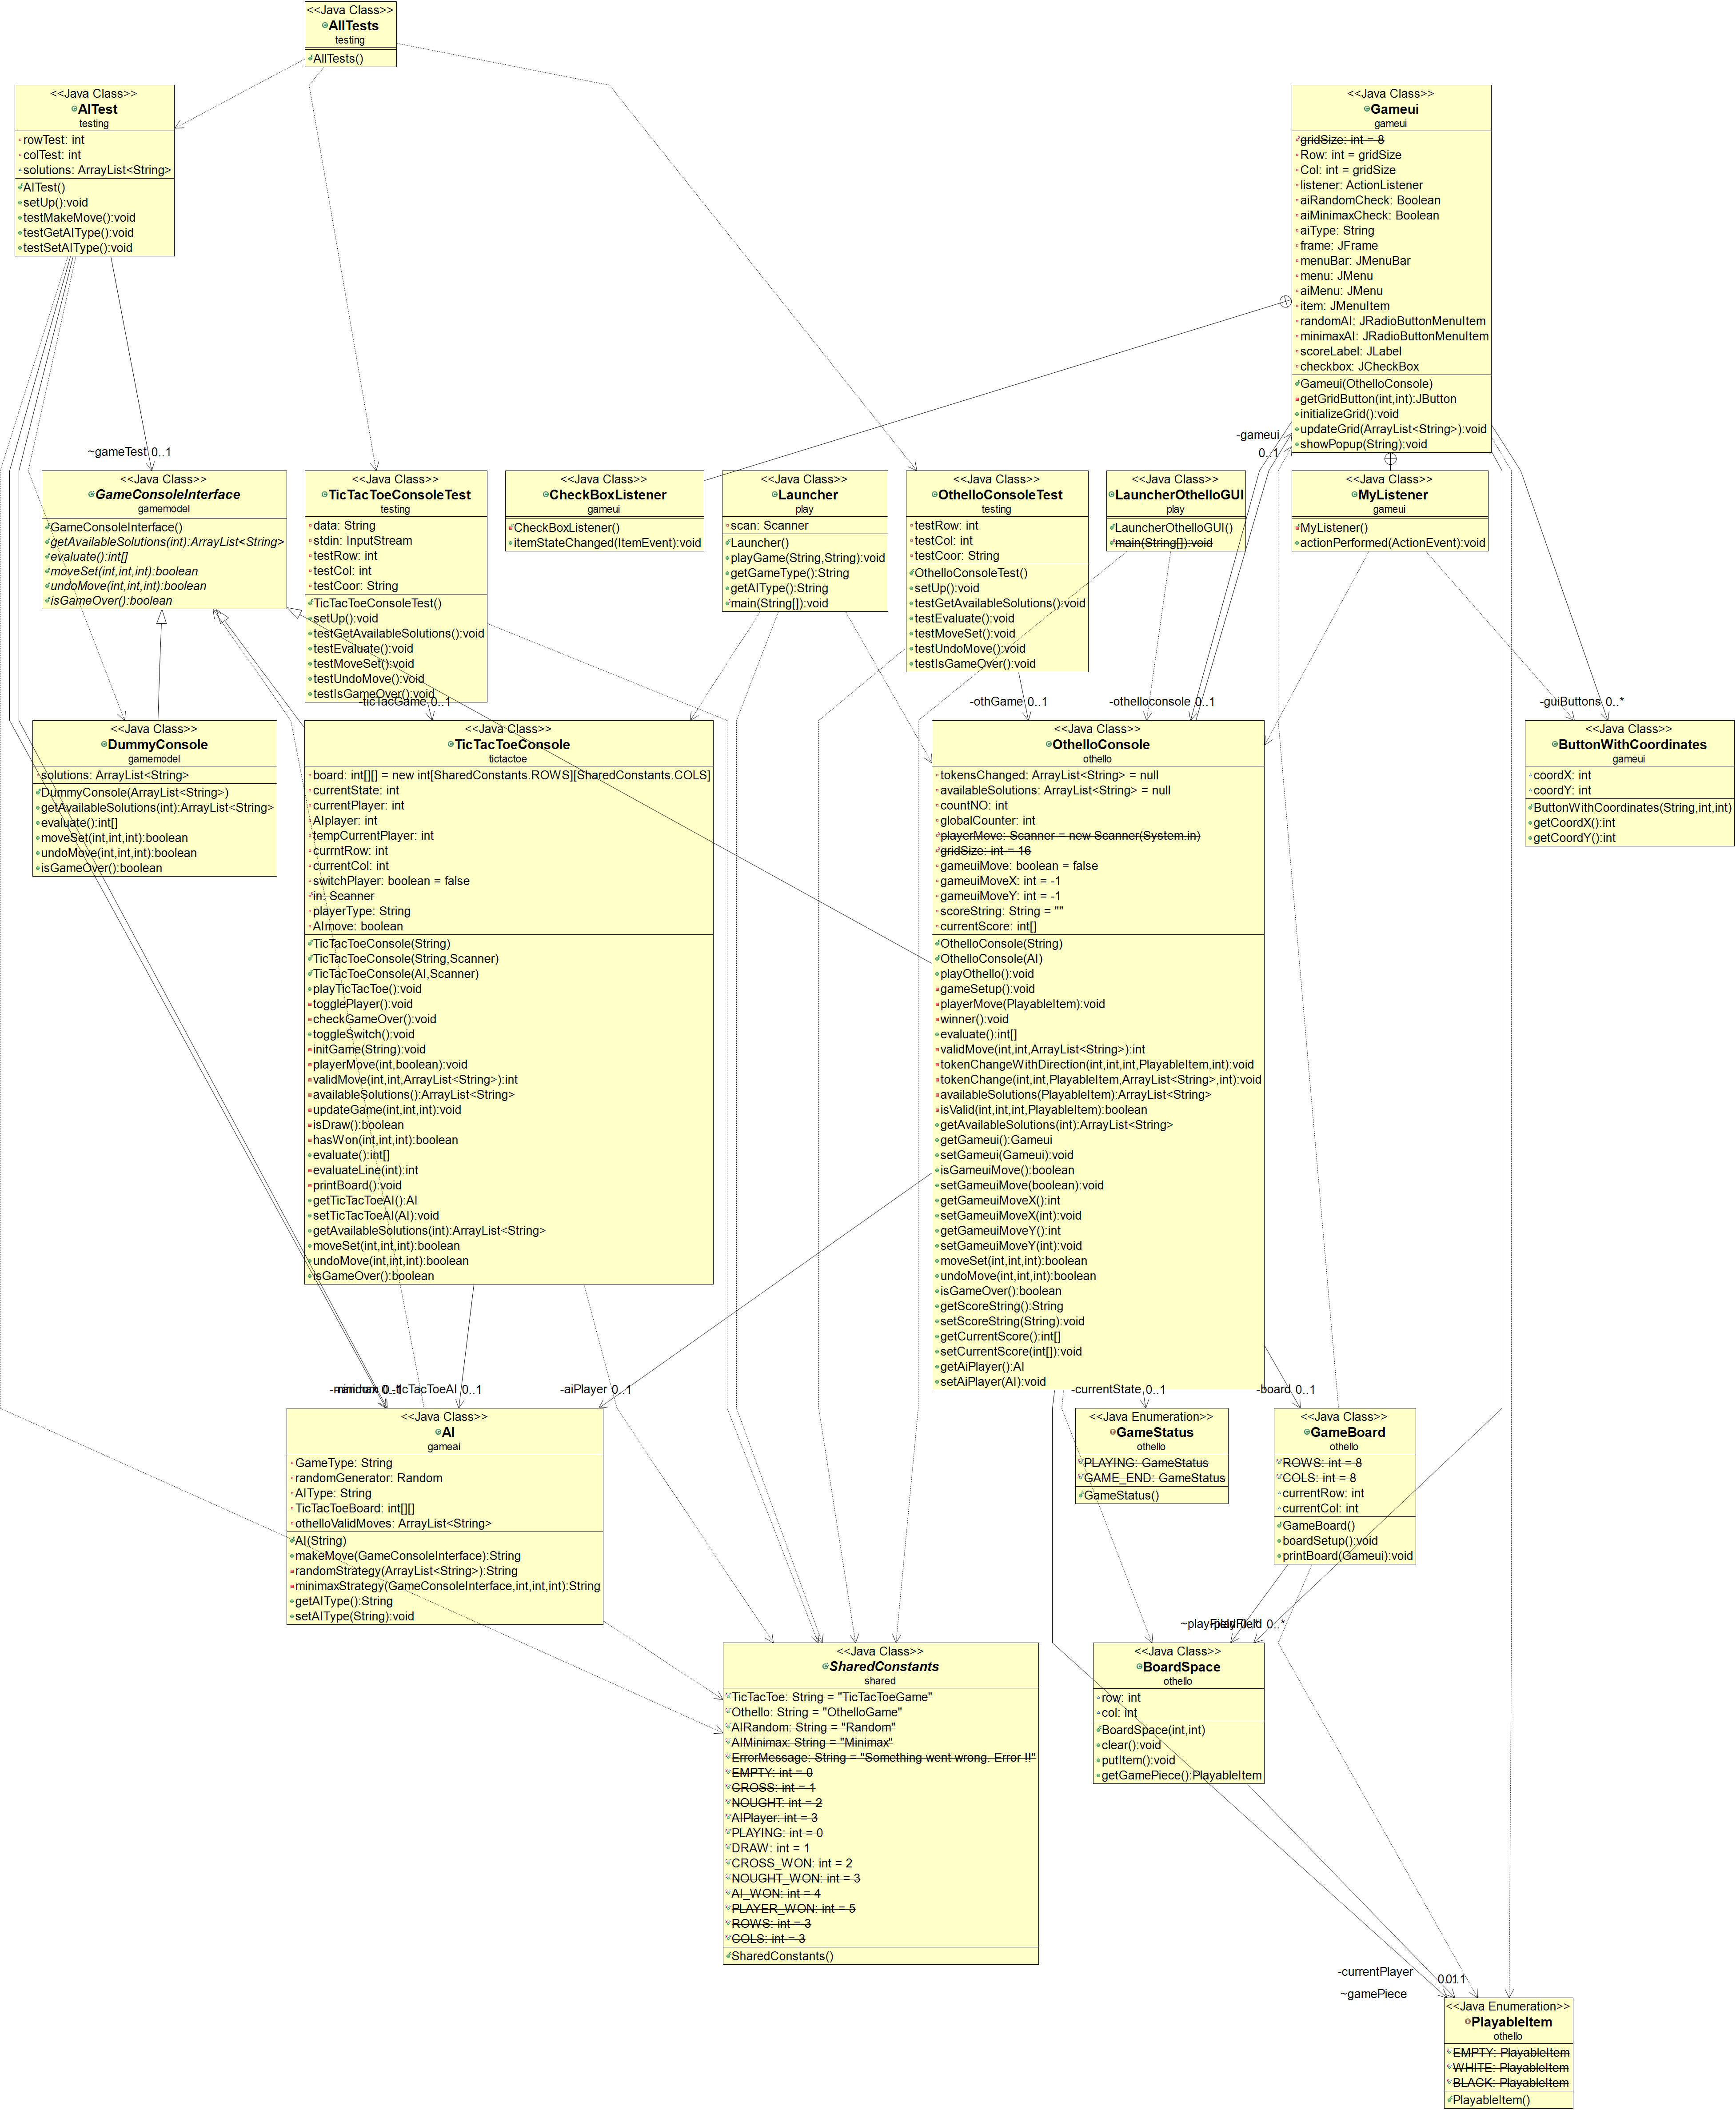 <<Java Class>>
AllTests
testing
AllTests()
<<Java Class>>
AITest
testing
rowTest: int
colTest: int
solutions: ArrayList<String>
AITest()
setUp():void
testMakeMove():void
testGetAIType():void
testSetAIType():void
<<Java Class>>
Gameui
gameui
gridSize: int = 8
Row: int = gridSize
Col: int = gridSize
listener: ActionListener
aiRandomCheck: Boolean
aiMinimaxCheck: Boolean
aiType: String
frame: JFrame
menuBar: JMenuBar
menu: JMenu
aiMenu: JMenu
item: JMenuItem
randomAI: JRadioButtonMenuItem
minimaxAI: JRadioButtonMenuItem
scoreLabel: JLabel
checkbox: JCheckBox
Gameui(OthelloConsole)
getGridButton(int,int):JButton
initializeGrid():void
updateGrid(ArrayList<String>):void
showPopup(String):void
-gameui
0..1
~gameTest 0..1
<<Java Class>>
GameConsoleInterface
gamemodel
GameConsoleInterface()
getAvailableSolutions(int):ArrayList<String>
evaluate():int[]
moveSet(int,int,int):boolean
undoMove(int,int,int):boolean
isGameOver():boolean
<<Java Class>>
TicTacToeConsoleTest
testing
data: String
stdin: InputStream
testRow: int
testCol: int
testCoor: String
TicTacToeConsoleTest()
setUp():void
testGetAvailableSolutions():void
testEvaluate():void
testMoveSet():void
testUndoMove():void
testIsGameOver():void
<<Java Class>>
CheckBoxListener
gameui
CheckBoxListener()
itemStateChanged(ItemEvent):void
<<Java Class>>
Launcher
play
scan: Scanner
Launcher()
playGame(String,String):void
getGameType():String
getAIType():String
main(String[]):void
<<Java Class>>
OthelloConsoleTest
testing
testRow: int
testCol: int
testCoor: String
OthelloConsoleTest()
setUp():void
testGetAvailableSolutions():void
testEvaluate():void
testMoveSet():void
testUndoMove():void
testIsGameOver():void
<<Java Class>>
LauncherOthelloGUI
play
LauncherOthelloGUI()
main(String[]):void
<<Java Class>>
MyListener
gameui
MyListener()
actionPerformed(ActionEvent):void
-ticTacGame 0..1
-othGame 0..1
-othelloconsole 0..1
-guiButtons 0..*
<<Java Class>>
DummyConsole
gamemodel
solutions: ArrayList<String>
DummyConsole(ArrayList<String>)
getAvailableSolutions(int):ArrayList<String>
evaluate():int[]
moveSet(int,int,int):boolean
undoMove(int,int,int):boolean
isGameOver():boolean
<<Java Class>>
TicTacToeConsole
tictactoe
board: int[][] = new int[SharedConstants.ROWS][SharedConstants.COLS]
currentState: int
currentPlayer: int
AIplayer: int
tempCurrentPlayer: int
currntRow: int
currentCol: int
switchPlayer: boolean = false
in: Scanner
playerType: String
AImove: boolean
TicTacToeConsole(String)
TicTacToeConsole(String,Scanner)
TicTacToeConsole(AI,Scanner)
playTicTacToe():void
togglePlayer():void
checkGameOver():void
toggleSwitch():void
initGame(String):void
playerMove(int,boolean):void
validMove(int,int,ArrayList<String>):int
availableSolutions():ArrayList<String>
updateGame(int,int,int):void
isDraw():boolean
hasWon(int,int,int):boolean
evaluate():int[]
evaluateLine(int):int
printBoard():void
getTicTacToeAI():AI
setTicTacToeAI(AI):void
getAvailableSolutions(int):ArrayList<String>
moveSet(int,int,int):boolean
undoMove(int,int,int):boolean
isGameOver():boolean
<<Java Class>>
OthelloConsole
othello
tokensChanged: ArrayList<String> = null
availableSolutions: ArrayList<String> = null
countNO: int
globalCounter: int
playerMove: Scanner = new Scanner(System.in)
gridSize: int = 16
gameuiMove: boolean = false
gameuiMoveX: int = -1
gameuiMoveY: int = -1
scoreString: String = ""
currentScore: int[]
OthelloConsole(String)
OthelloConsole(AI)
playOthello():void
gameSetup():void
playerMove(PlayableItem):void
winner():void
evaluate():int[]
validMove(int,int,ArrayList<String>):int
tokenChangeWithDirection(int,int,int,PlayableItem,int):void
tokenChange(int,int,PlayableItem,ArrayList<String>,int):void
availableSolutions(PlayableItem):ArrayList<String>
isValid(int,int,int,PlayableItem):boolean
getAvailableSolutions(int):ArrayList<String>
getGameui():Gameui
setGameui(Gameui):void
isGameuiMove():boolean
setGameuiMove(boolean):void
getGameuiMoveX():int
setGameuiMoveX(int):void
getGameuiMoveY():int
setGameuiMoveY(int):void
moveSet(int,int,int):boolean
undoMove(int,int,int):boolean
isGameOver():boolean
getScoreString():String
setScoreString(String):void
getCurrentScore():int[]
setCurrentScore(int[]):void
getAiPlayer():AI
setAiPlayer(AI):void
<<Java Class>>
ButtonWithCoordinates
gameui
coordX: int
coordY: int
ButtonWithCoordinates(String,int,int)
getCoordX():int
getCoordY():int
0..1
-aiPlayer 0..1
-currentState 0..1
-board 0..1
<<Java Class>>
AI
gameai
GameType: String
randomGenerator: Random
AIType: String
TicTacToeBoard: int[][]
othelloValidMoves: ArrayList<String>
AI(String)
makeMove(GameConsoleInterface):String
randomStrategy(ArrayList<String>):String
minimaxStrategy(GameConsoleInterface,int,int,int):String
getAIType():String
setAIType(String):void
<<Java Enumeration>>
GameStatus
othello
PLAYING: GameStatus
GAME_END: GameStatus
GameStatus()
<<Java Class>>
GameBoard
othello
ROWS: int = 8
COLS: int = 8
currentRow: int
currentCol: int
GameBoard()
boardSetup():void
printBoard(Gameui):void
0..*
<<Java Class>>
SharedConstants
shared
TicTacToe: String = "TicTacToeGame"
Othello: String = "OthelloGame"
AIRandom: String = "Random"
AIMinimax: String = "Minimax"
ErrorMessage: String = "Something went wrong. Error !!"
EMPTY: int = 0
CROSS: int = 1
NOUGHT: int = 2
AIPlayer: int = 3
PLAYING: int = 0
DRAW: int = 1
CROSS_WON: int = 2
NOUGHT_WON: int = 3
AI_WON: int = 4
PLAYER_WON: int = 5
ROWS: int = 3
COLS: int = 3
SharedConstants()
<<Java Class>>
BoardSpace
othello
row: int
col: int
BoardSpace(int,int)
clear():void
putItem():void
getGamePiece():PlayableItem
-currentPlayer
~gamePiece
<<Java Enumeration>>
PlayableItem
othello
EMPTY: PlayableItem
WHITE: PlayableItem
BLACK: PlayableItem
PlayableItem()